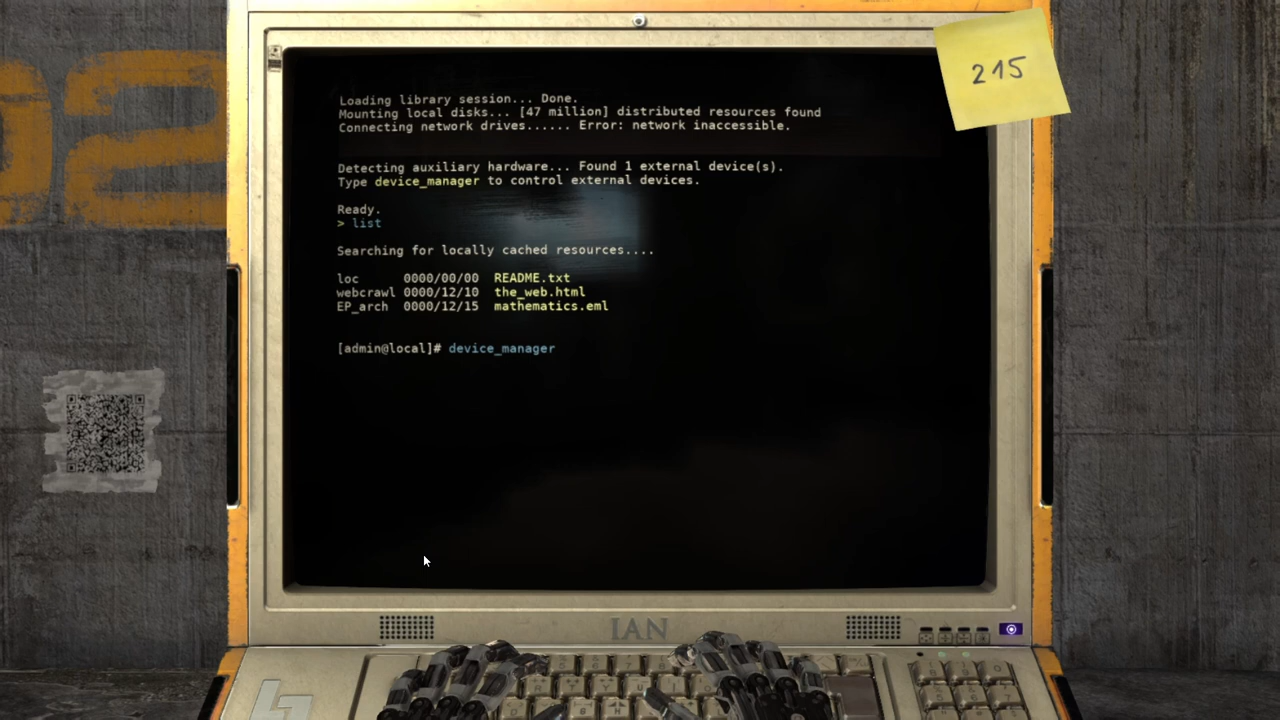 02
215
Loading library session... Done.
Mounting local disks... [47 million] distributed resources found
Connecting network drives...... Error: network inaccessible.
Detecting auxiliary hardware... Found 1 external device(s).
Type device_manager to control external devices.
Ready.
> list
Searching for locally cached resources....
loc 0000/00/00 README.txt
webcrawl 0000/12/10 the_web.html
EP_arch 0000/12/15 mathematics.eml
[admin@local]# device_manager
IAN